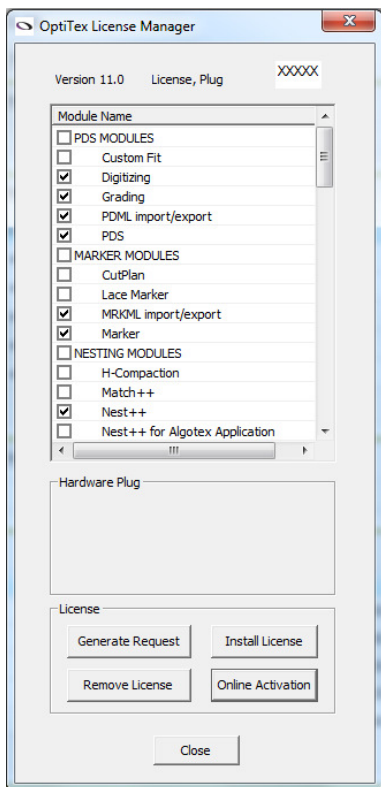 OptiTex License Manager
Version 11.0 License, Plug XXXXX
Module Name
PDS MODULES
Custom Fit
Digitizing
Grading
PDML import/export
PDS
MARKER MODULES
CutPlan
Lace Marker
MRKML import/export
Marker
NESTING MODULES
H-Compaction
Match++
Nest++
Nest++ for Algotex Application
Hardware Plug
License
Generate Request Install License
Remove License Online Activation
Close